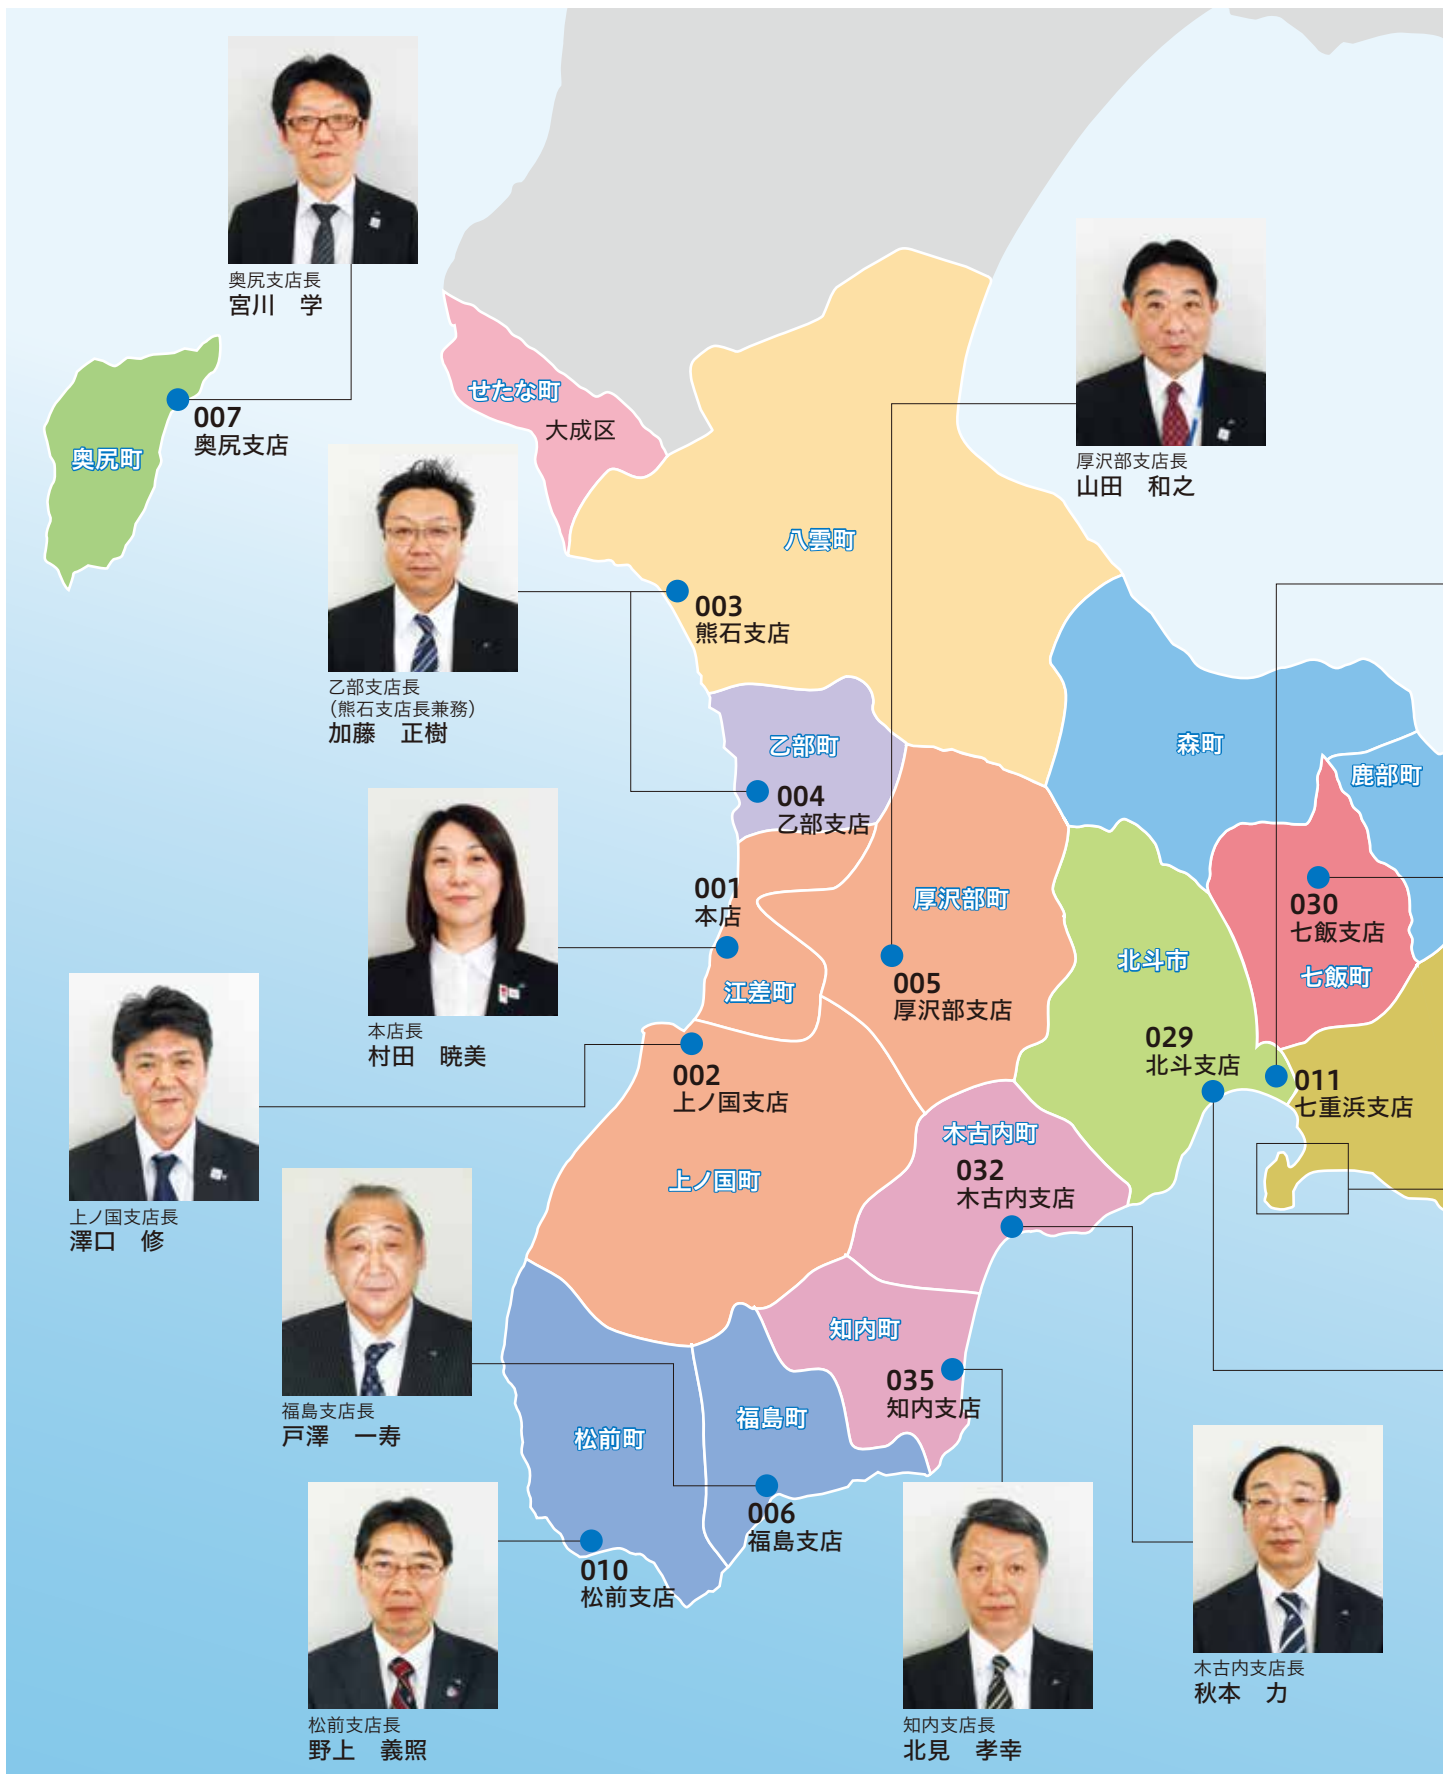 奥尻支店長
宮川 学
007
奥尻支店
奥尻町
せたな町
大成区
厚沢部支店長
山田 和之
八雲町
003
熊石支店
乙部支店長
(熊石支店長兼務)
加藤 正樹
乙部町
004
乙部支店
森町
鹿部町
001
本店
江差町
本店長
村田 暁美
厚沢部町
005
厚沢部支店
030
七飯支店
七飯町
北斗市
029
北斗支店
011
七重浜支店
002
上ノ国支店
上ノ国町
上ノ国支店長
澤口 修
木古内町
032
木古内支店
福島支店長
戸澤 一寿
知内町
035
知内支店
松前町
福島町
006
福島支店
010
松前支店
松前支店長
野上 義照
知内支店長
北見 孝幸
木古内支店長
秋本 力